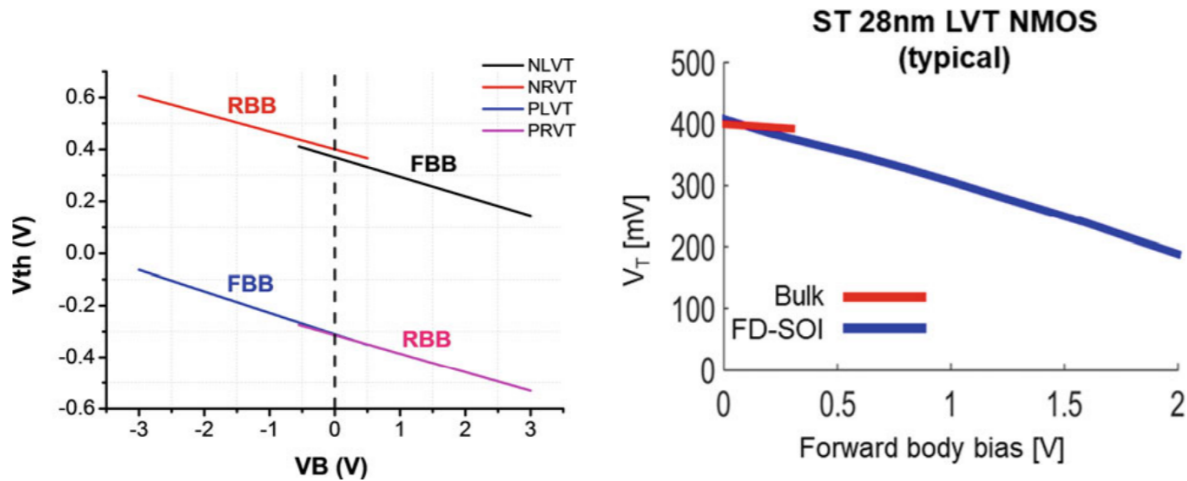 NLVT
NRVT
PLVT
PRVT
RBB
FBB
FBB
RBB
Vth (V)
0.6
0.4
0.2
0.0
-0.2
-0.4
-0.6
-3 -2 -1 0 1 2 3
VB (V)
ST 28nm LVT NMOS
(typical)
V_T [mV]
500
400
300
200
100
0
Bulk
FD-SOI
0 0.5 1 1.5 2
Forward body bias [V]